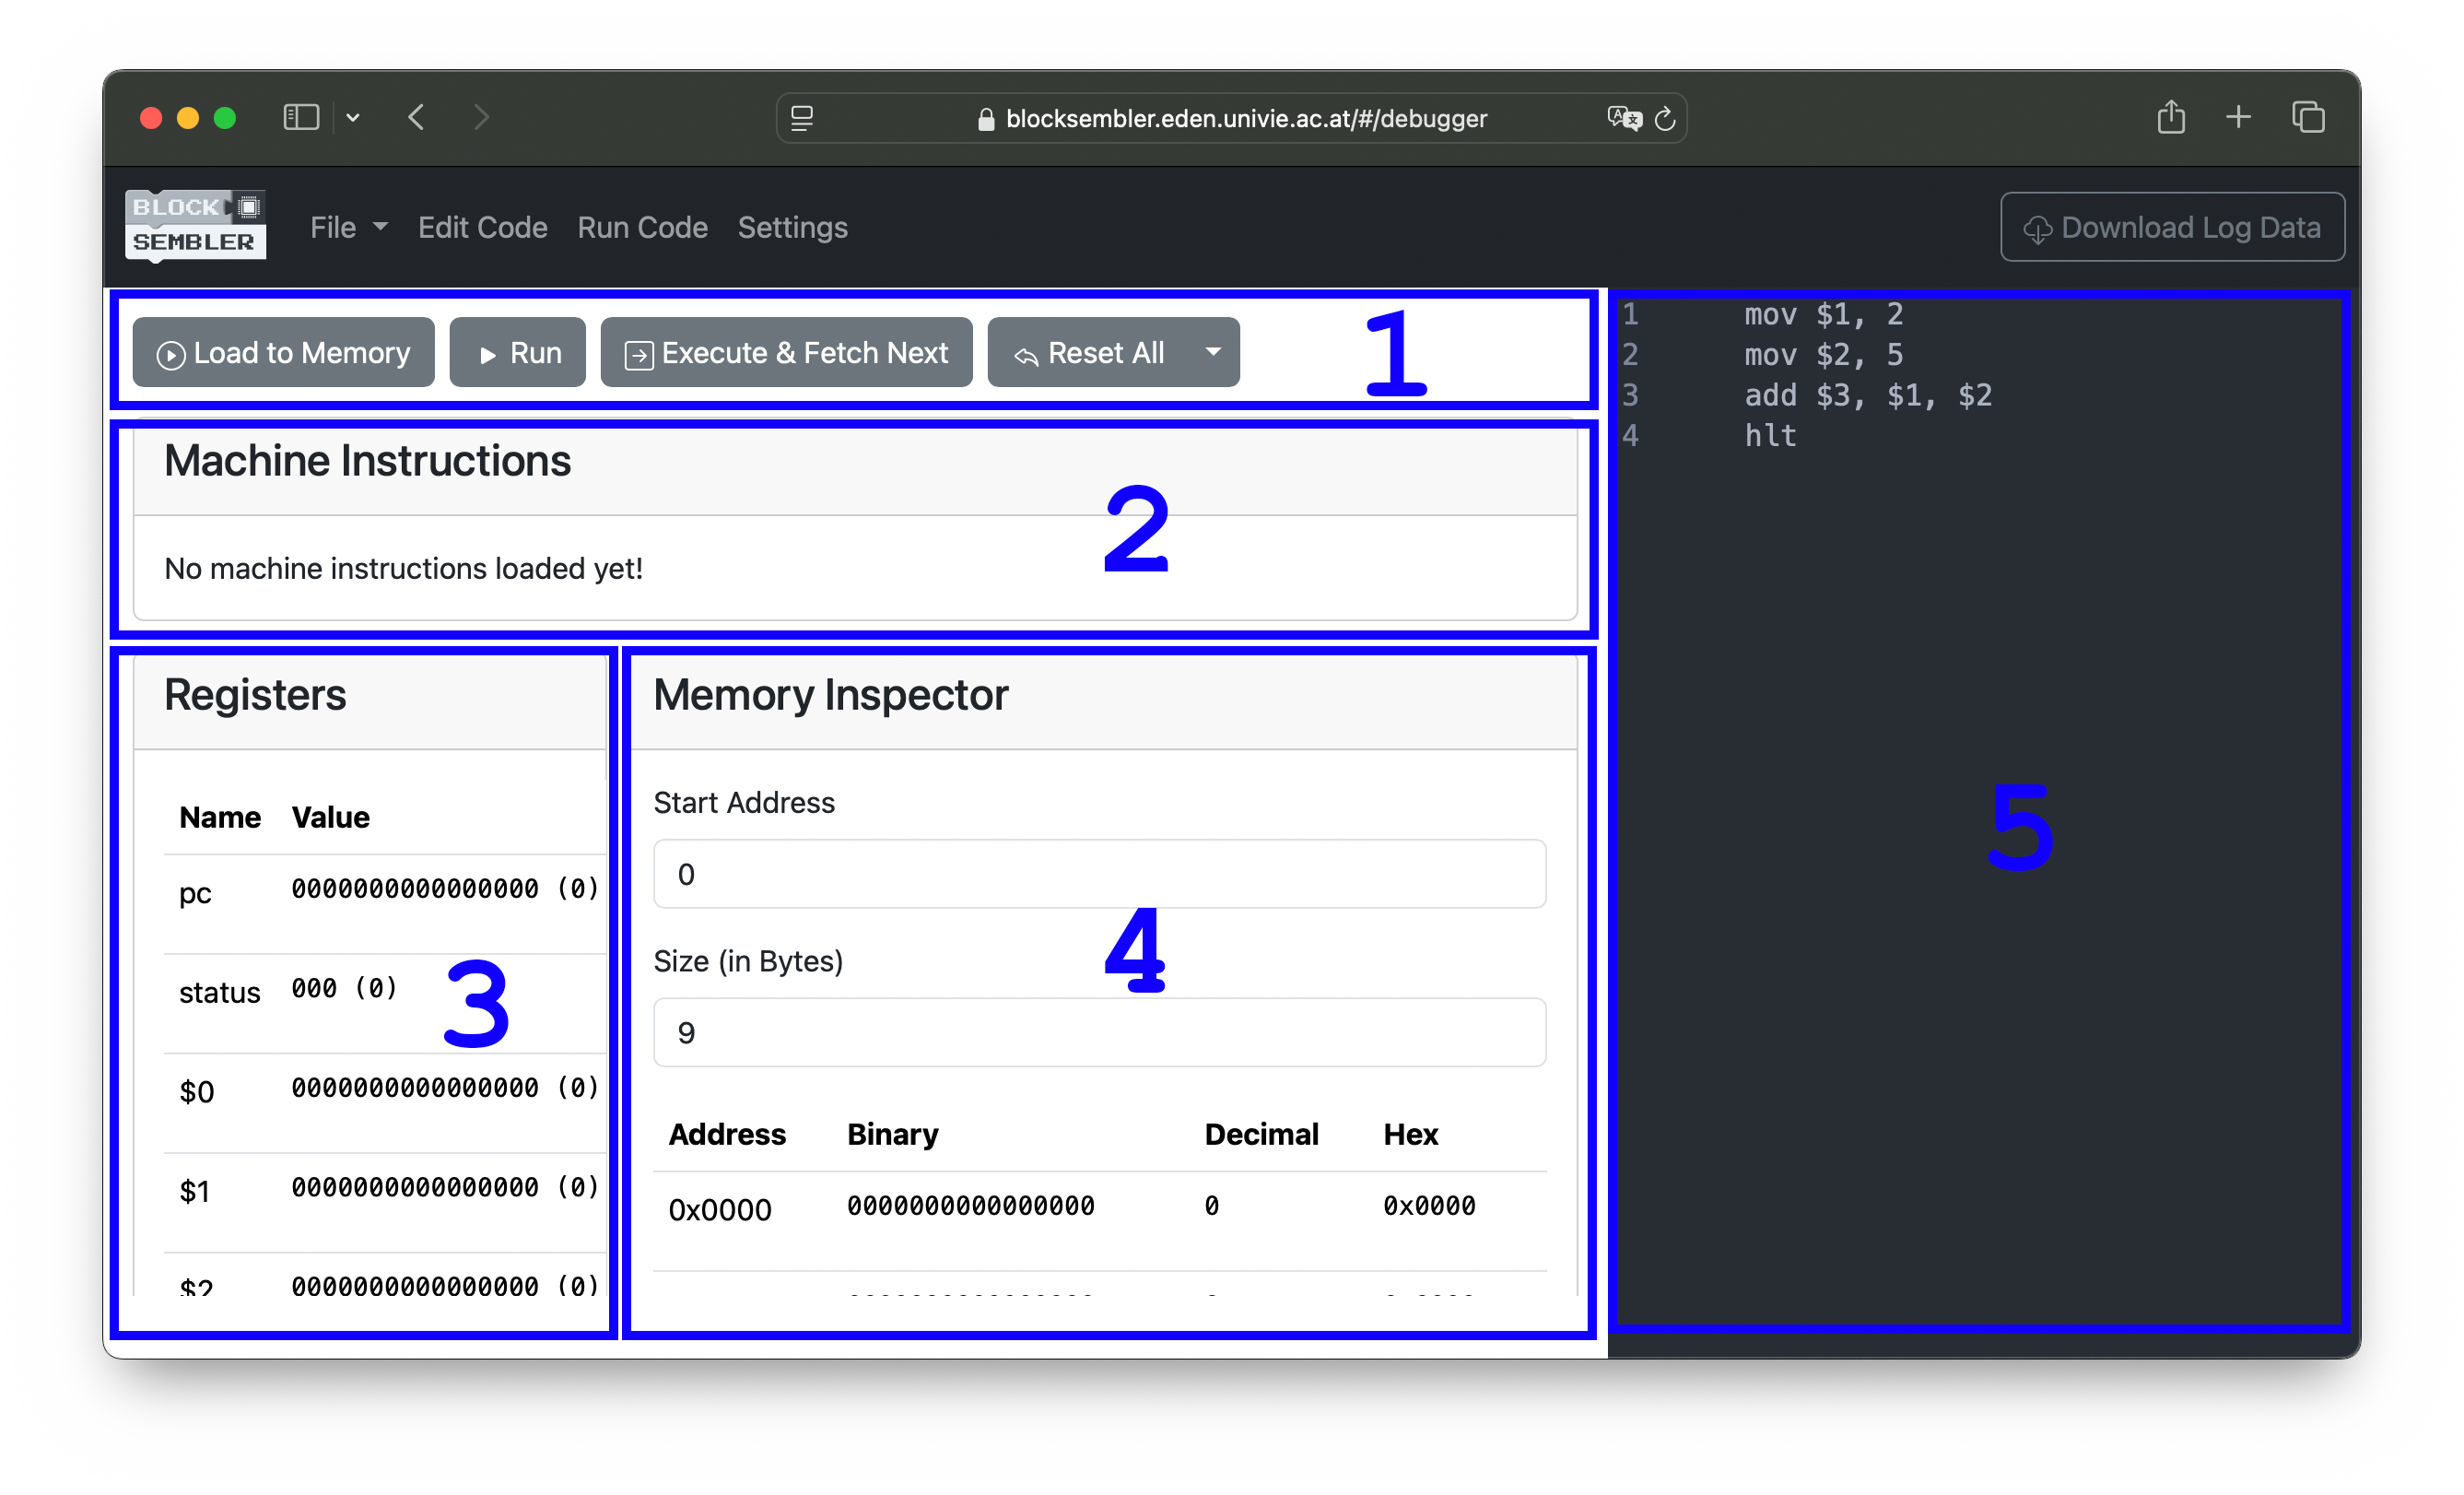 blocksembler.eden.univie.ac.at/#/debugger
BLOCK
SEMBLER
File Edit Code Run Code Settings
Download Log Data
Load to Memory Run Execute & Fetch Next Reset All
1
Machine Instructions
2
No machine instructions loaded yet!
Registers
Name Value
pc 0000000000000000 (0)
status 000 (0)
3
$0 0000000000000000 (0)
$1 0000000000000000 (0)
$2 0000000000000000 (0)
Memory Inspector
Start Address
0
4
Size (in Bytes)
9
Address Binary Decimal Hex
0x0000 0000000000000000 0 0x0000
1 mov $1, 2
2 mov $2, 5
3 add $3, $1, $2
4 hlt
5